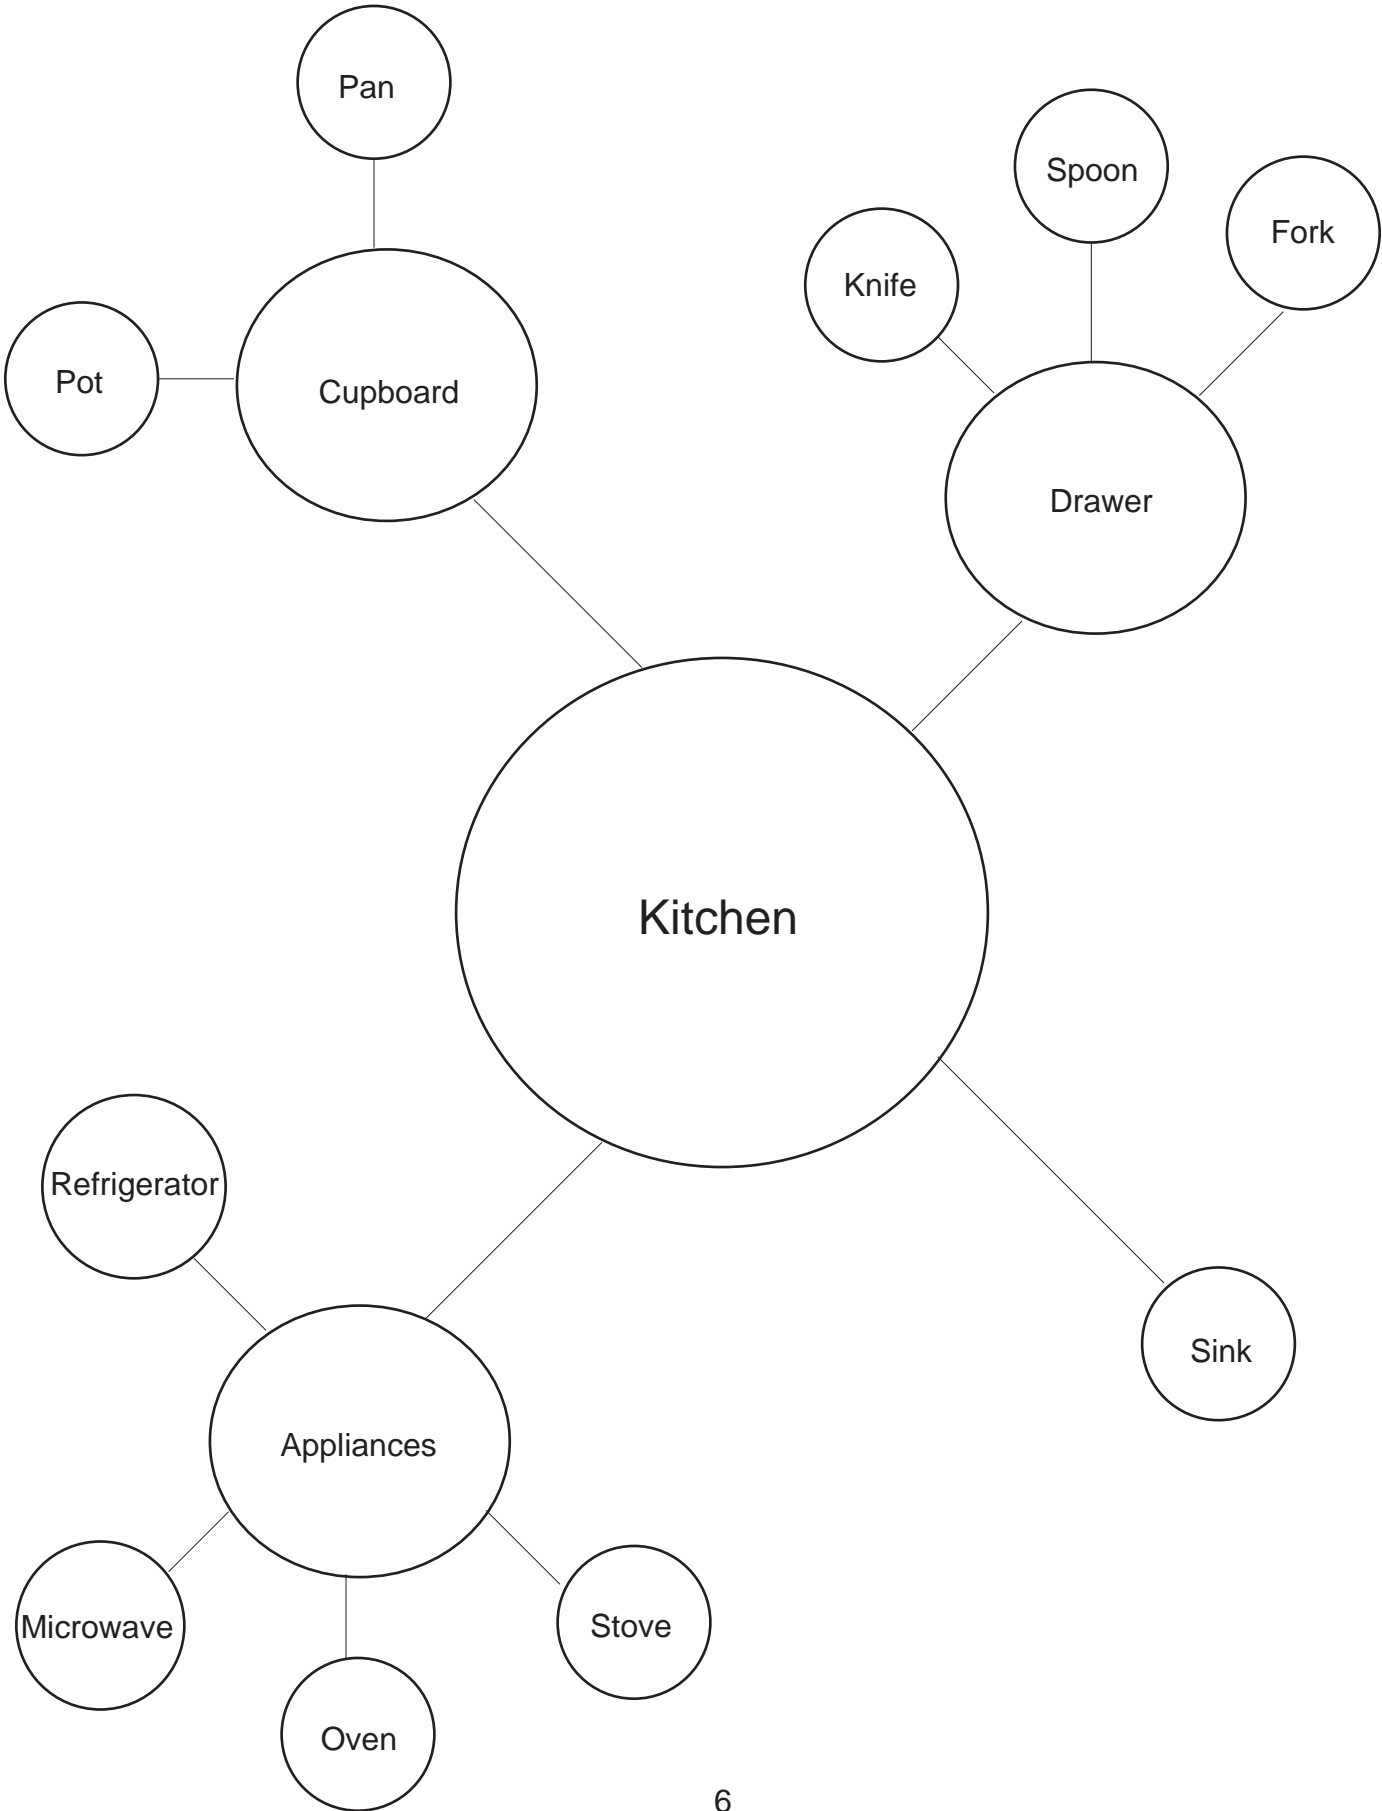 Pan
Spoon
Fork
Knife
Pot
Cupboard
Drawer
Kitchen
Refrigerator
Sink
Appliances
Microwave
Stove
Oven
6